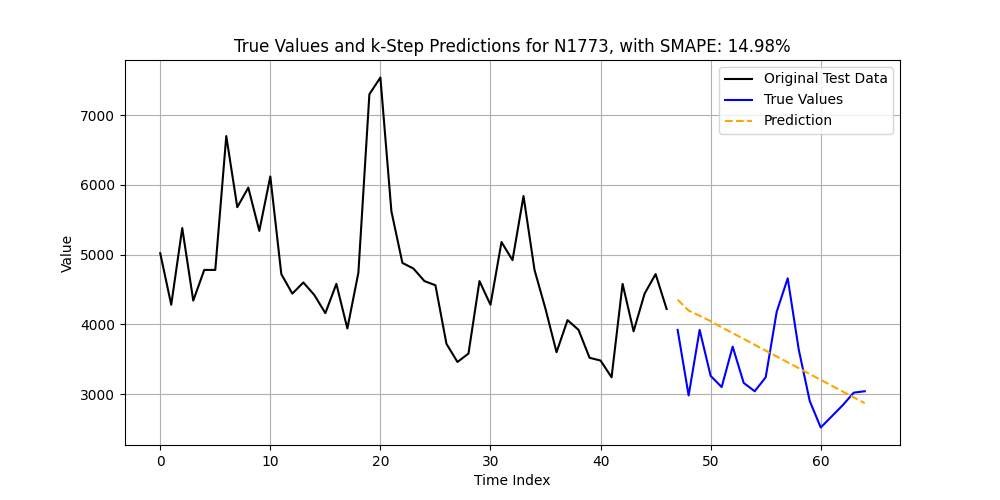 True Values and k-Step Predictions for N1773, with SMAPE: 14.98%
Original Test Data
True Values
Prediction
7000
6000
5000
4000
3000
Value
0 10 20 30 40 50 60
Time Index